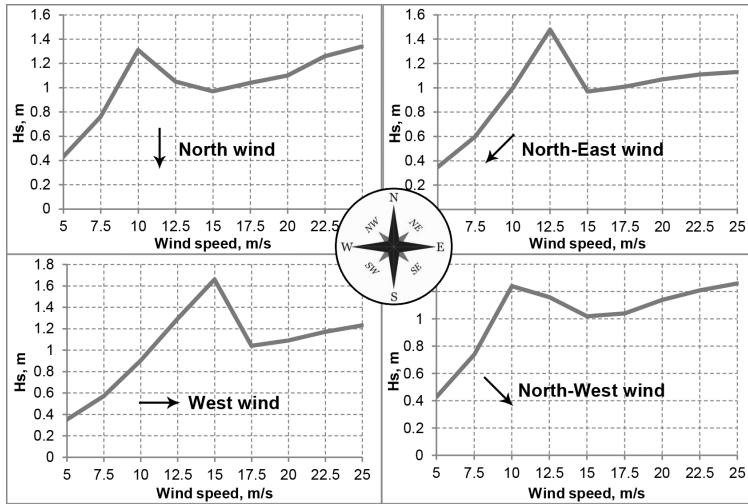 1.6
1.4
1.2
1
0.8
0.6
0.4
0.2
0
Hs, m
North wind
5 7.5 10 12.5 15 17.5 20 22.5 25
Wind speed, m/s
1.6
1.4
1.2
1
0.8
0.6
0.4
0.2
Hs, m
North-East wind
7.5 10 12.5 15 17.5 20 22.5 25
Wind speed, m/s
N
NW NE
W E
SW SE
S
1.8
1.6
1.4
1.2
1
0.8
0.6
0.4
0.2
0
Hs, m
West wind
5 7.5 10 12.5 15 17.5 20 22.5 25
Wind speed, m/s
1
0.8
0.6
0.4
0.2
0
Hs, m
North-West wind
5 7.5 10 12.5 15 17.5 20 22.5 25
Wind speed, m/s